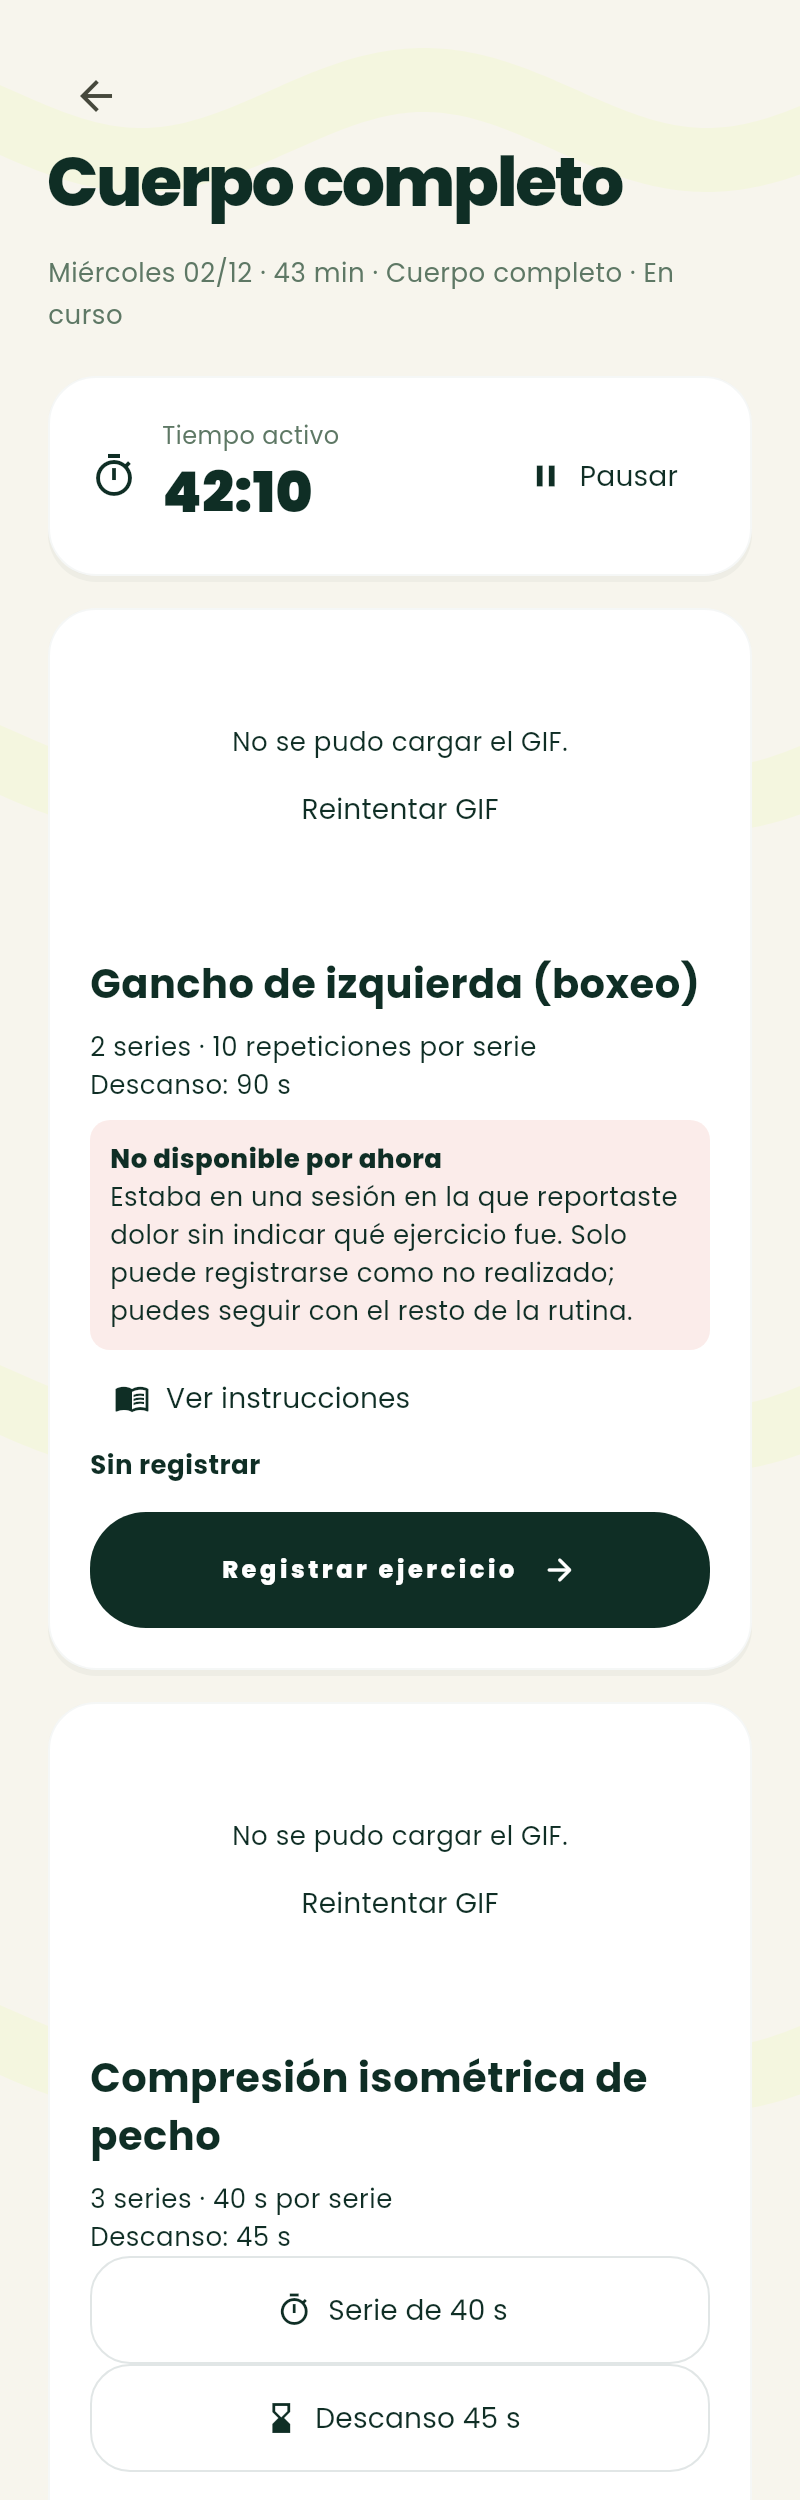 Cuerpo completo
Miércoles 02/12 · 43 min · Cuerpo completo · En
curso
Tiempo activo
42:10
Pausar
No se pudo cargar el GIF.
Reintentar GIF
Gancho de izquierda (boxeo)
2 series · 10 repeticiones por serie
Descanso: 90 s
No disponible por ahora
Estaba en una sesión en la que reportaste
dolor sin indicar qué ejercicio fue. Solo
puede registrarse como no realizado;
puedes seguir con el resto de la rutina.
Ver instrucciones
Sin registrar
Registrar ejercicio
No se pudo cargar el GIF.
Reintentar GIF
Compresión isométrica de
pecho
3 series · 40 s por serie
Descanso: 45 s
Serie de 40 s
Descanso 45 s